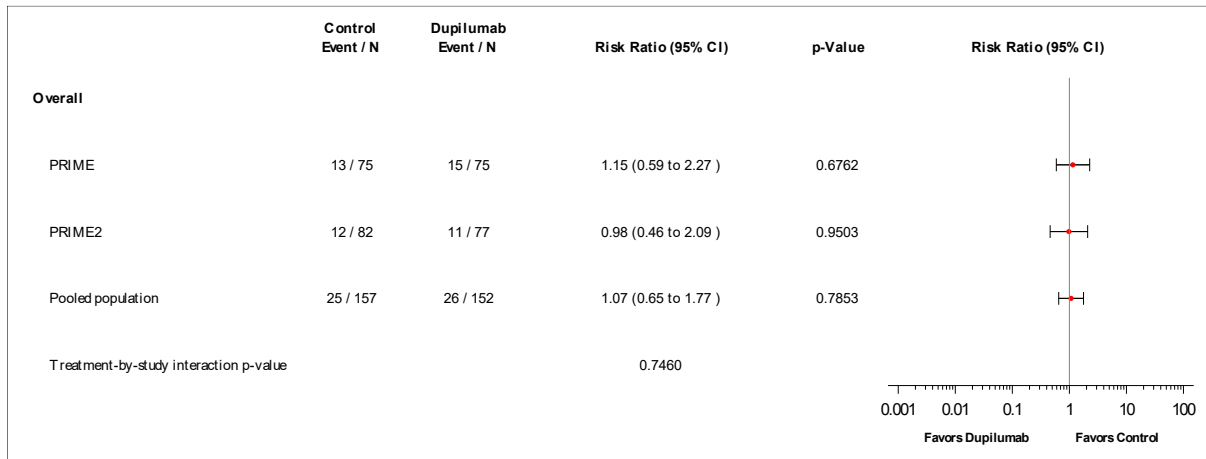 Control Dupilumab
Event / N Event / N Risk Ratio (95% CI) p-Value Risk Ratio (95% CI)
Overall
PRIME 13 / 75 15 / 75 1.15 (0.59 to 2.27 ) 0.6762
PRIME2 12 / 82 11 / 77 0.98 (0.46 to 2.09 ) 0.9503
Pooled population 25 / 157 26 / 152 1.07 (0.65 to 1.77 ) 0.7853
Treatment-by-study interaction p-value 0.7460
0.001 0.01 0.1 1 10 100
Favors Dupilumab Favors Control